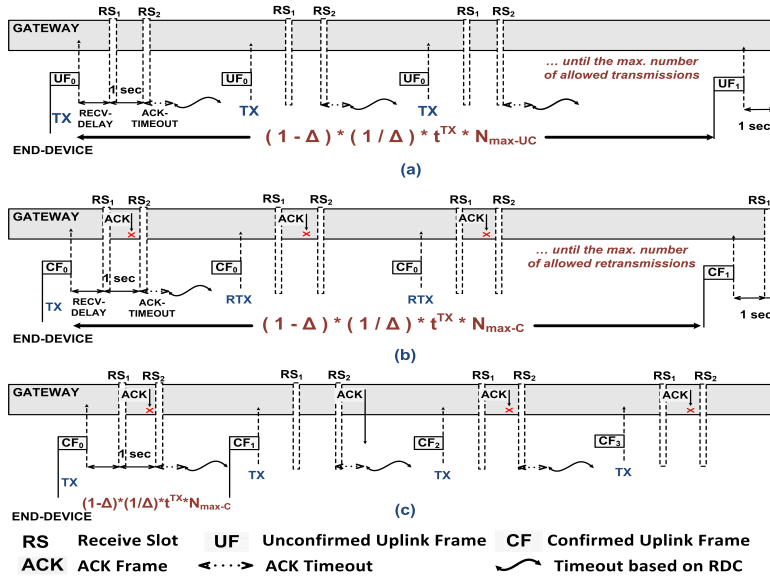 RS1 RS2 RS1 RS2 RS1 RS2
GATEWAY
... until the max. number
of allowed transmissions
UF0 1 sec UF0 UF0 UF1
TX RECV-DELAY ACK-TIMEOUT TX TX 1 sec
( 1 - Δ ) * ( 1 / Δ ) * t^TX * Nmax-UC
END-DEVICE
(a)
RS1 RS2 RS1 RS2 RS1 RS2 RS1
GATEWAY ACK X ACK X ACK X
... until the max. number
of allowed retransmissions
CF0 1 sec CF0 CF0 CF1
TX RECV-DELAY ACK-TIMEOUT RTX RTX 1 sec
( 1 - Δ ) * ( 1 / Δ ) * t^TX * Nmax-C
END-DEVICE
(b)
RS1 RS2 RS1 RS2 RS1 RS2 RS1 RS2
GATEWAY ACK X ACK ACK X ACK X
CF0 1 sec CF1 CF2 CF3
TX TX TX TX
(1-Δ)*(1/Δ)*t^TX*Nmax-C
END-DEVICE
(c)
RS Receive Slot UF Unconfirmed Uplink Frame CF Confirmed Uplink Frame
ACK ACK Frame ACK Timeout Timeout based on RDC